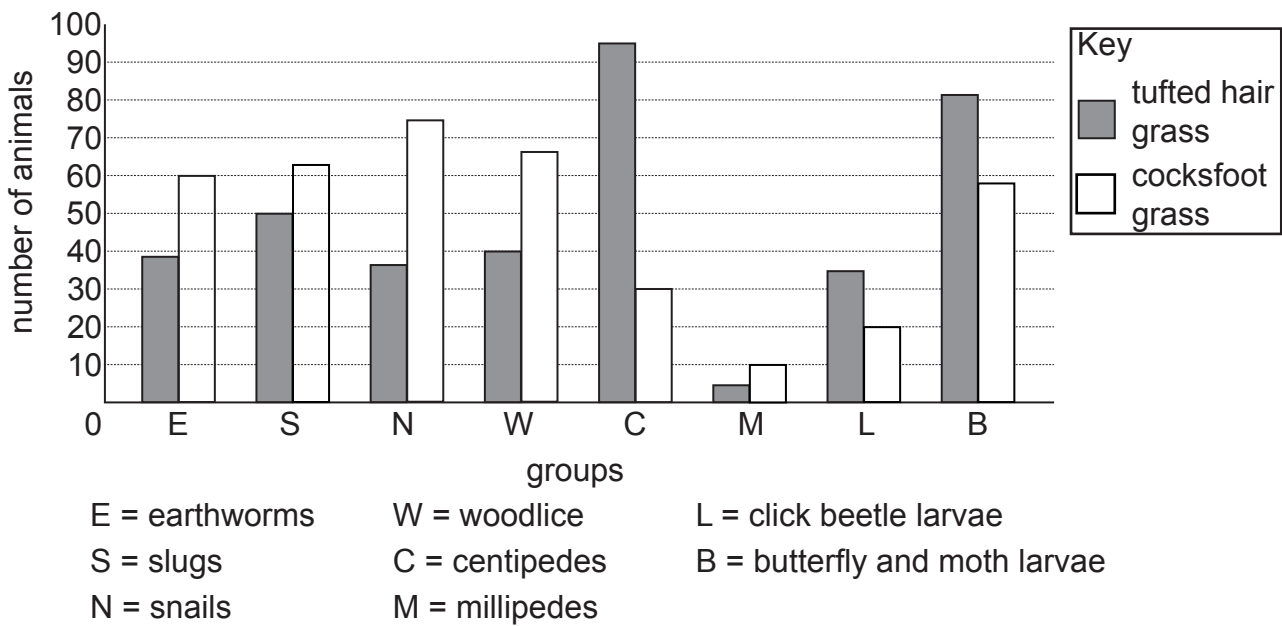 100
90
80
70
60
50
40
30
20
10
0
number of animals
E S N W C M L B
groups
Key
tufted hair
grass
cocksfoot
grass
E = earthworms W = woodlice L = click beetle larvae
S = slugs C = centipedes B = butterfly and moth larvae
N = snails M = millipedes